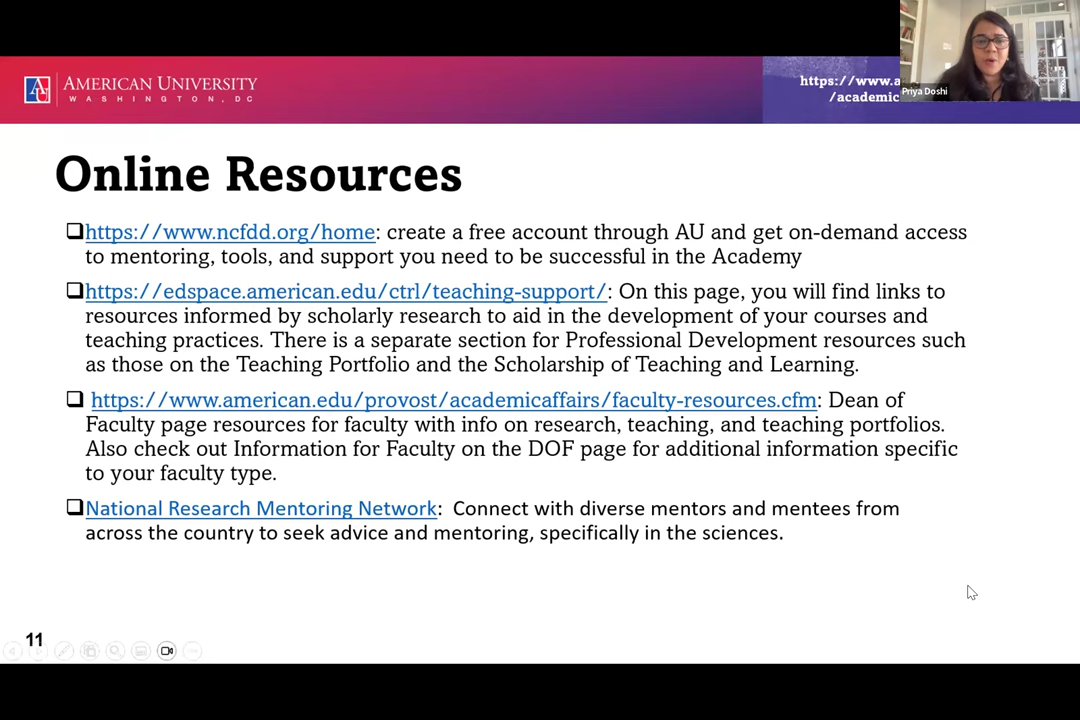 AMERICAN UNIVERSITY
WASHINGTON, DC
https://www.a
/academic
Priya Doshi
Online Resources
https://www.ncfdd.org/home: create a free account through AU and get on-demand access
to mentoring, tools, and support you need to be successful in the Academy
https://edspace.american.edu/ctrl/teaching-support/: On this page, you will find links to
resources informed by scholarly research to aid in the development of your courses and
teaching practices. There is a separate section for Professional Development resources such
as those on the Teaching Portfolio and the Scholarship of Teaching and Learning.
https://www.american.edu/provost/academicaffairs/faculty-resources.cfm: Dean of
Faculty page resources for faculty with info on research, teaching, and teaching portfolios.
Also check out Information for Faculty on the DOF page for additional information specific
to your faculty type.
National Research Mentoring Network: Connect with diverse mentors and mentees from
across the country to seek advice and mentoring, specifically in the sciences.
11